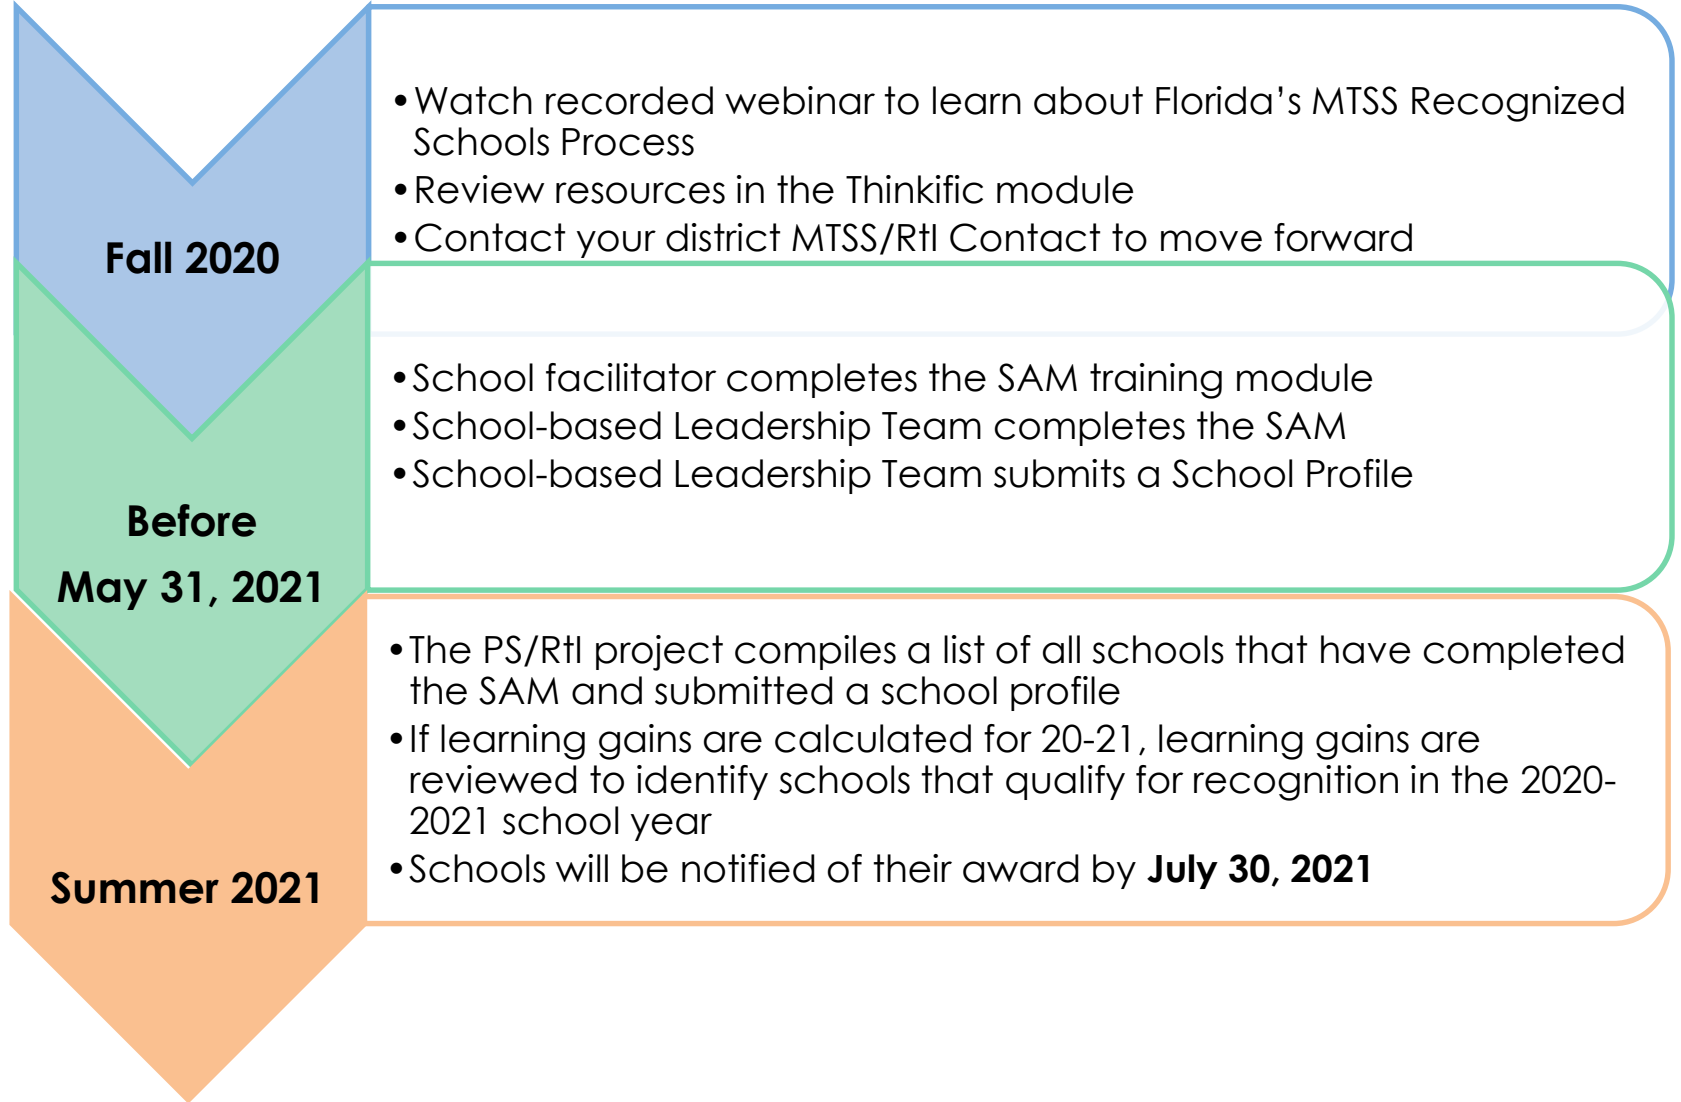 Fall 2020
•Watch recorded webinar to learn about Florida’s MTSS Recognized
Schools Process
•Review resources in the Thinkific module
•Contact your district MTSS/RtI Contact to move forward
Before
May 31, 2021
•School facilitator completes the SAM training module
•School-based Leadership Team completes the SAM
•School-based Leadership Team submits a School Profile
Summer 2021
•The PS/RtI project compiles a list of all schools that have completed
the SAM and submitted a school profile
•If learning gains are calculated for 20-21, learning gains are
reviewed to identify schools that qualify for recognition in the 2020-
2021 school year
•Schools will be notified of their award by July 30, 2021